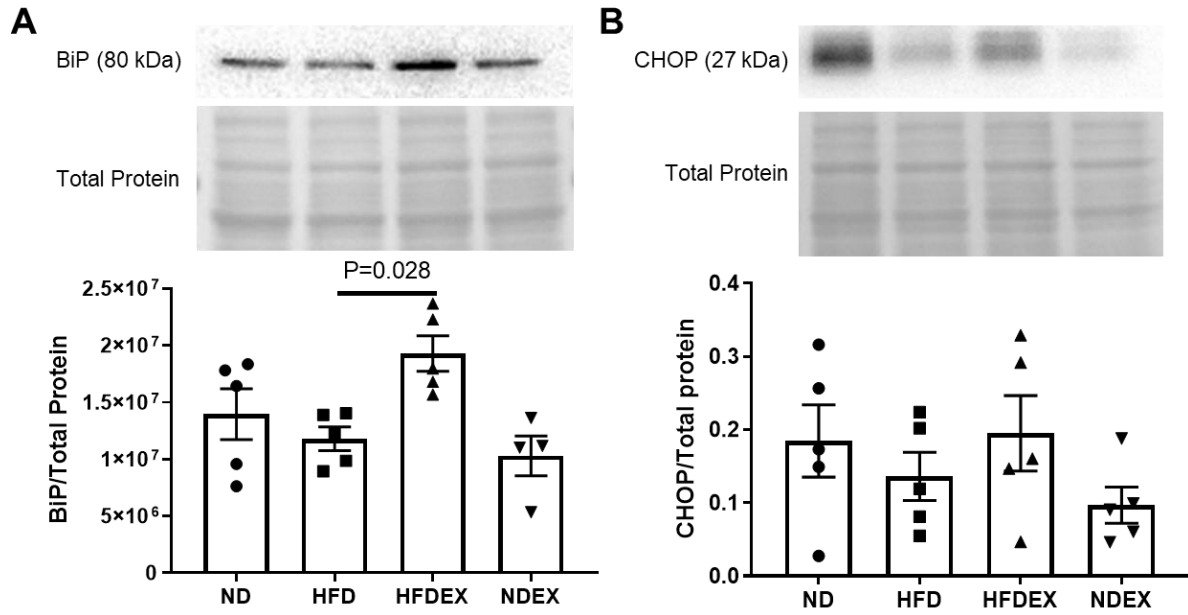 A
BiP (80 kDa)
Total Protein
P=0.028
2.5×10⁷
2×10⁷
1.5×10⁷
1×10⁷
5×10⁶
0
BiP/Total Protein
ND HFD HFDEX NDEX
B
CHOP (27 kDa)
Total Protein
0.4
0.3
0.2
0.1
0.0
CHOP/Total protein
ND HFD HFDEX NDEX